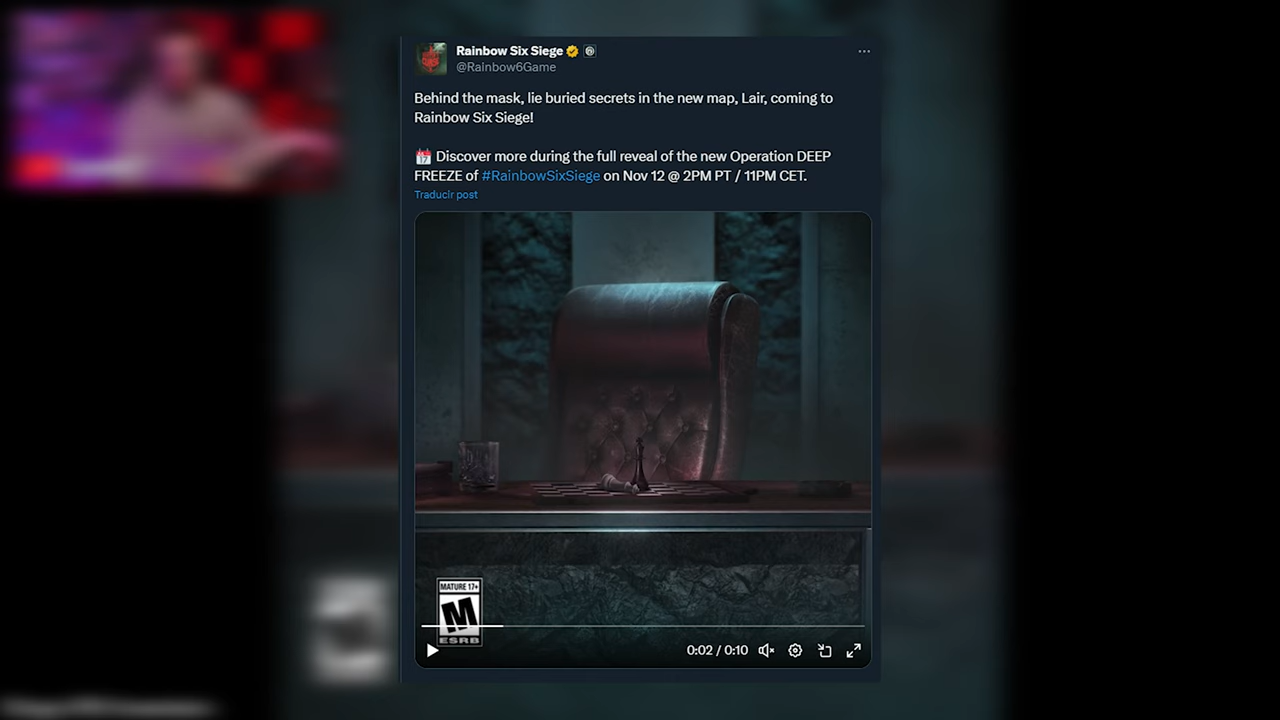 Rainbow Six Siege
@Rainbow6Game
Behind the mask, lie buried secrets in the new map, Lair, coming to
Rainbow Six Siege!
17 Discover more during the full reveal of the new Operation DEEP
FREEZE of #RainbowSixSiege on Nov 12 @ 2PM PT / 11PM CET.
Traducir post
MATURE 17+
M
ESRB
0:02 / 0:10